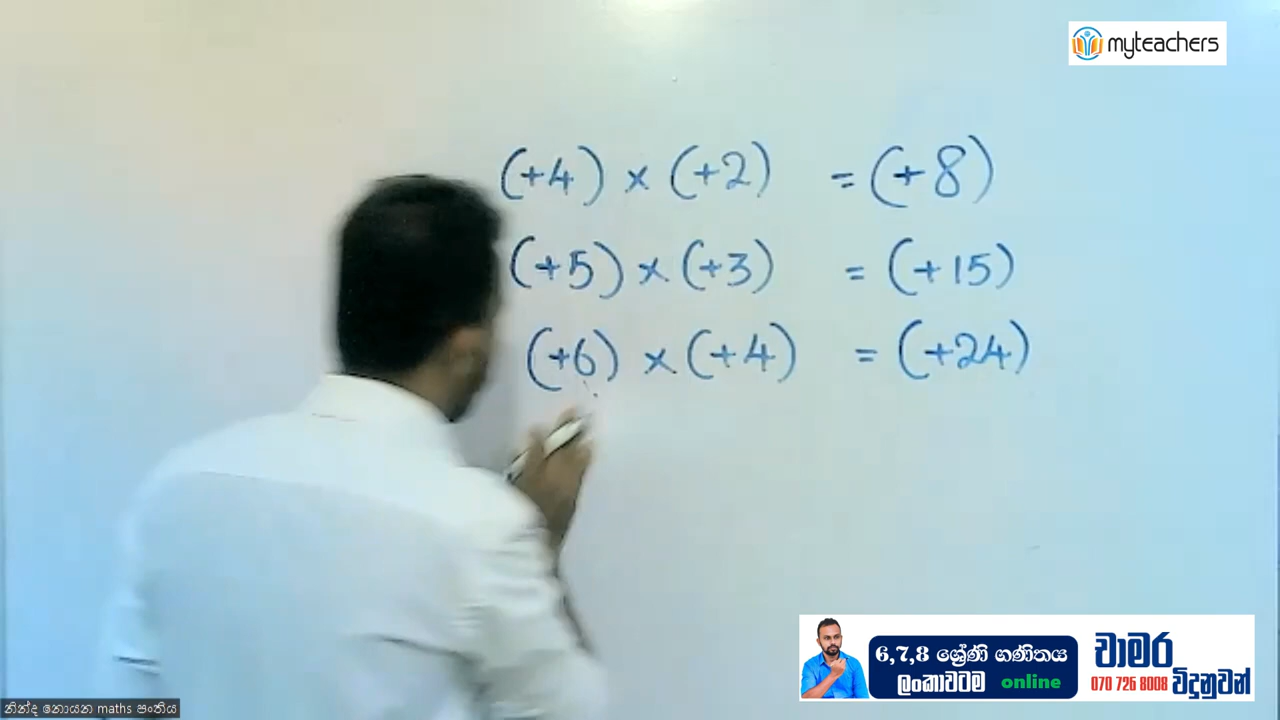 myteachers
(+4) × (+2) = (+8)
(+5) × (+3) = (+15)
(+6) × (+4) = (+24)
6,7,8 ශ්‍රේණි ගණිතය
ලංකාවටම online
චාමර
070 726 8008 විදුනුවන්
නින්ද නොයන maths පංතිය